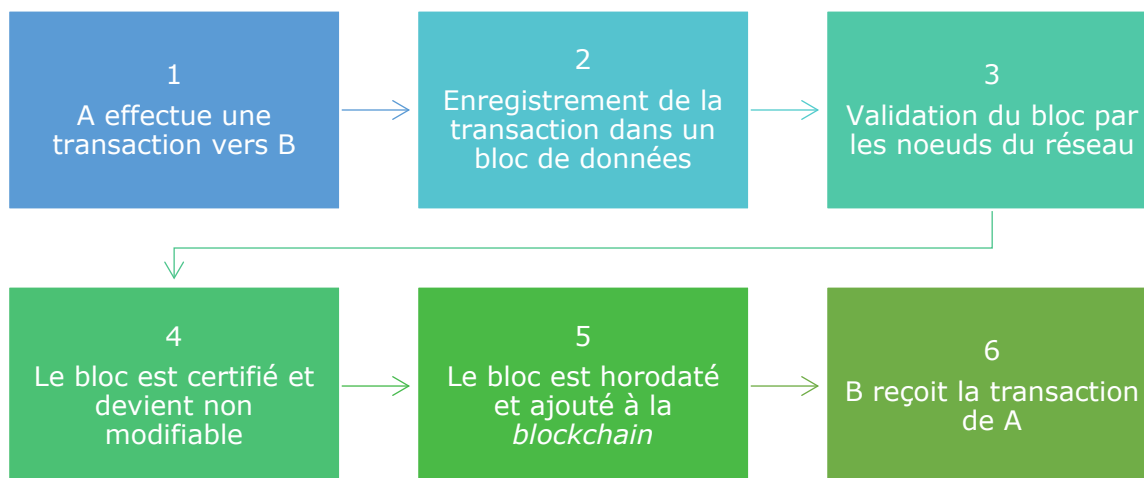 1
A effectue une
transaction vers B
2
Enregistrement de la
transaction dans un
bloc de données
3
Validation du bloc par
les noeuds du réseau
4
Le bloc est certifié et
devient non
modifiable
5
Le bloc est horodaté
et ajouté à la
blockchain
6
B reçoit la transaction
de A